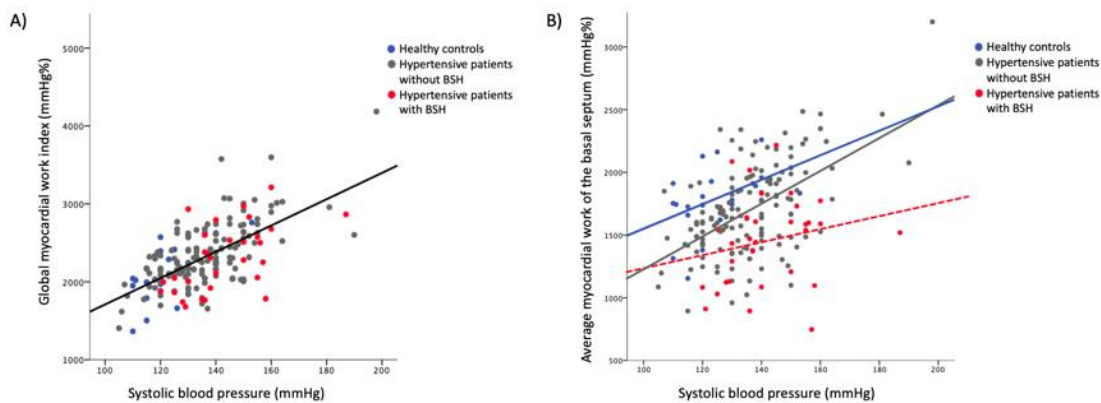 A)
Global myocardial work index (mmHg%)
5000
4000
3000
2000
1000
Healthy controls
Hypertensive patients
without BSH
Hypertensive patients
with BSH
100 120 140 160 180 200
Systolic blood pressure (mmHg)
B)
Average myocardial work of the basal septum (mmHg%)
3000
2500
2000
1500
1000
500
Healthy controls
Hypertensive patients
without BSH
Hypertensive patients
with BSH
100 120 140 160 180 200
Systolic blood pressure (mmHg)